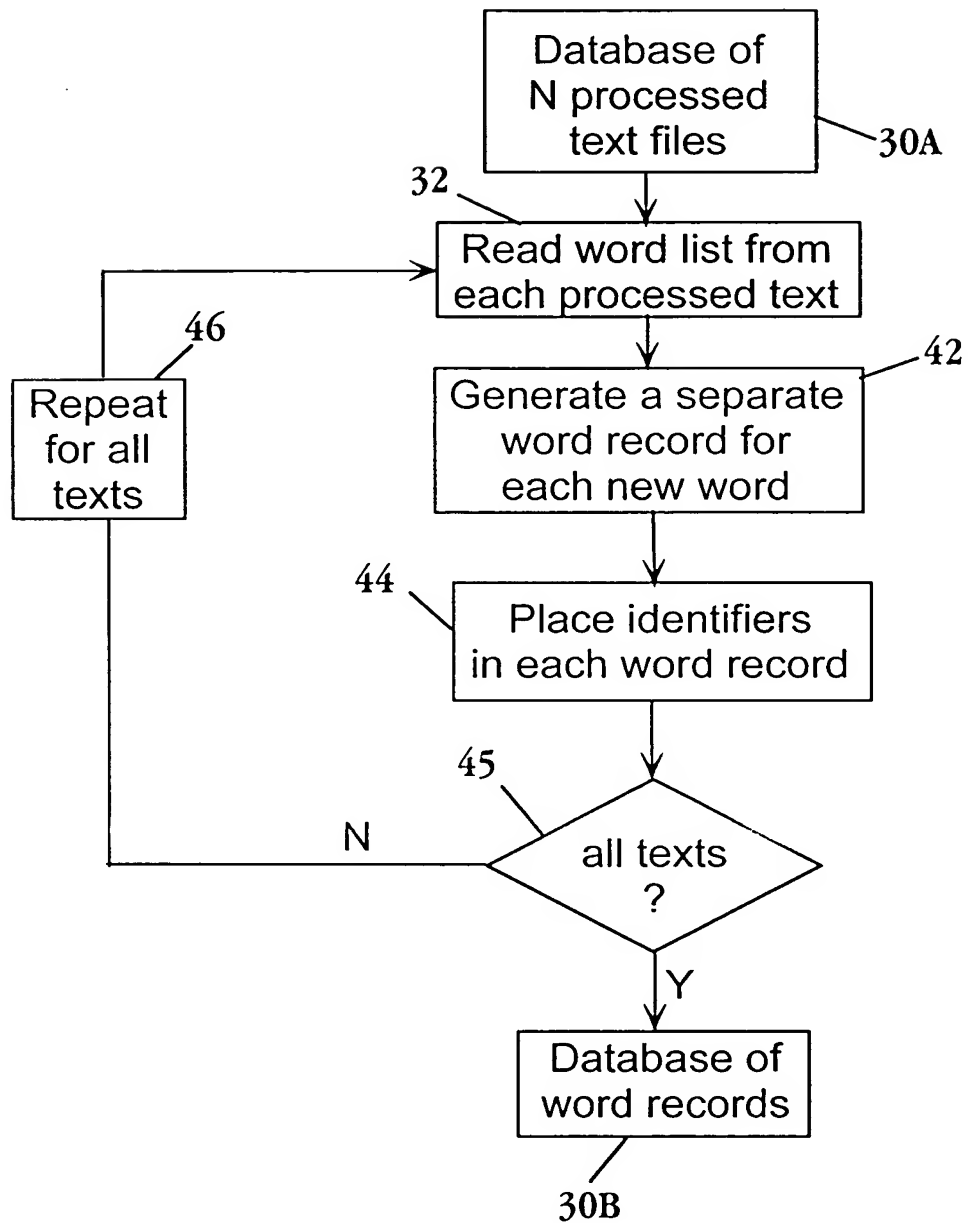 Database of
N processed
text files
30A
32
Read word list from
each processed text
46
Repeat
for all
texts
42
Generate a separate
word record for
each new word
44
Place identifiers
in each word record
45
all texts
?
N
Y
Database of
word records
30B